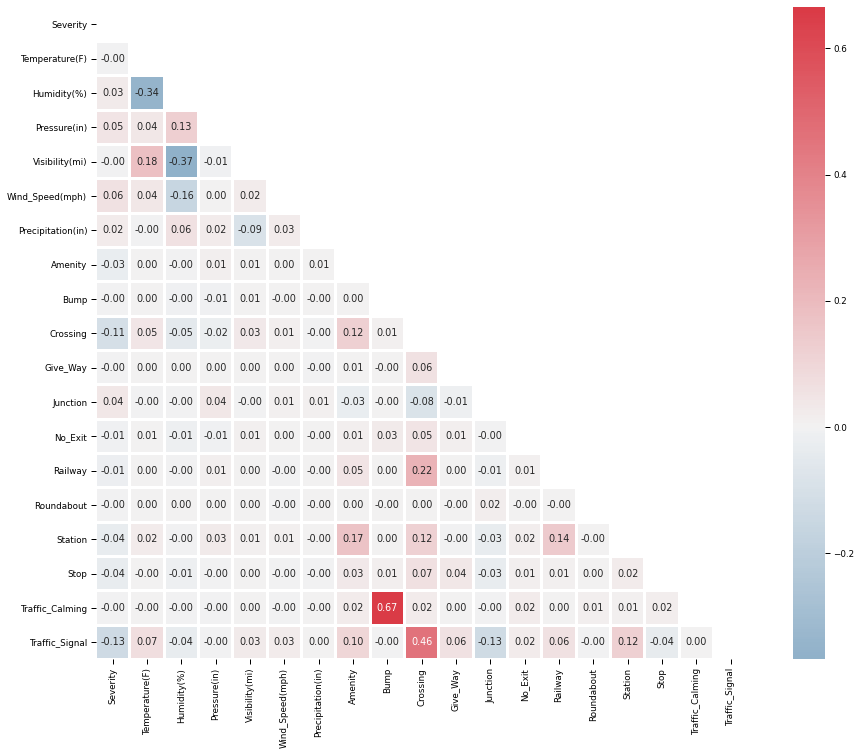 Severity
Temperature(F) -0.00
Humidity(%) 0.03 -0.34
Pressure(in) 0.05 0.04 0.13
Visibility(mi) -0.00 0.18 -0.37 -0.01
Wind_Speed(mph) 0.06 0.04 -0.16 0.00 0.02
Precipitation(in) 0.02 -0.00 0.06 0.02 -0.09 0.03
Amenity -0.03 0.00 -0.00 0.01 0.01 0.00 0.01
Bump -0.00 0.00 -0.00 -0.01 0.01 -0.00 -0.00 0.00
Crossing -0.11 0.05 -0.05 -0.02 0.03 0.01 -0.00 0.12 0.01
Give_Way -0.00 0.00 0.00 0.00 0.00 0.00 -0.00 0.01 -0.00 0.06
Junction 0.04 -0.00 -0.00 0.04 -0.00 0.01 0.01 -0.03 -0.00 -0.08 -0.01
No_Exit -0.01 0.01 -0.01 -0.01 0.01 0.00 -0.00 0.01 0.03 0.05 0.01 -0.00
Railway -0.01 0.00 -0.00 0.01 0.00 -0.00 -0.00 0.05 0.00 0.22 0.00 -0.01 0.01
Roundabout -0.00 0.00 -0.00 0.00 0.00 -0.00 -0.00 0.00 -0.00 0.00 -0.00 0.02 -0.00 -0.00
Station -0.04 0.02 -0.00 0.03 0.01 0.01 -0.00 0.17 0.00 0.12 -0.00 -0.03 0.02 0.14 -0.00
Stop -0.04 -0.00 -0.01 -0.00 0.00 -0.00 -0.00 0.03 0.01 0.07 0.04 -0.03 0.01 0.01 0.00 0.02
Traffic_Calming -0.00 -0.00 -0.00 -0.00 0.00 -0.00 -0.00 0.02 0.67 0.02 0.00 -0.00 0.02 -0.00 0.01 0.01 0.02
Traffic_Signal -0.13 0.07 -0.04 -0.00 0.03 0.03 0.00 0.10 -0.00 0.46 0.06 -0.13 0.02 0.06 -0.00 0.12 -0.04 0.00
Severity
Temperature(F)
Humidity(%)
Pressure(in)
Visibility(mi)
Wind_Speed(mph)
Precipitation(in)
Amenity
Bump
Crossing
Give_Way
Junction
No_Exit
Railway
Roundabout
Station
Stop
Traffic_Calming
Traffic_Signal
0.6
0.4
0.2
0.0
−0.2